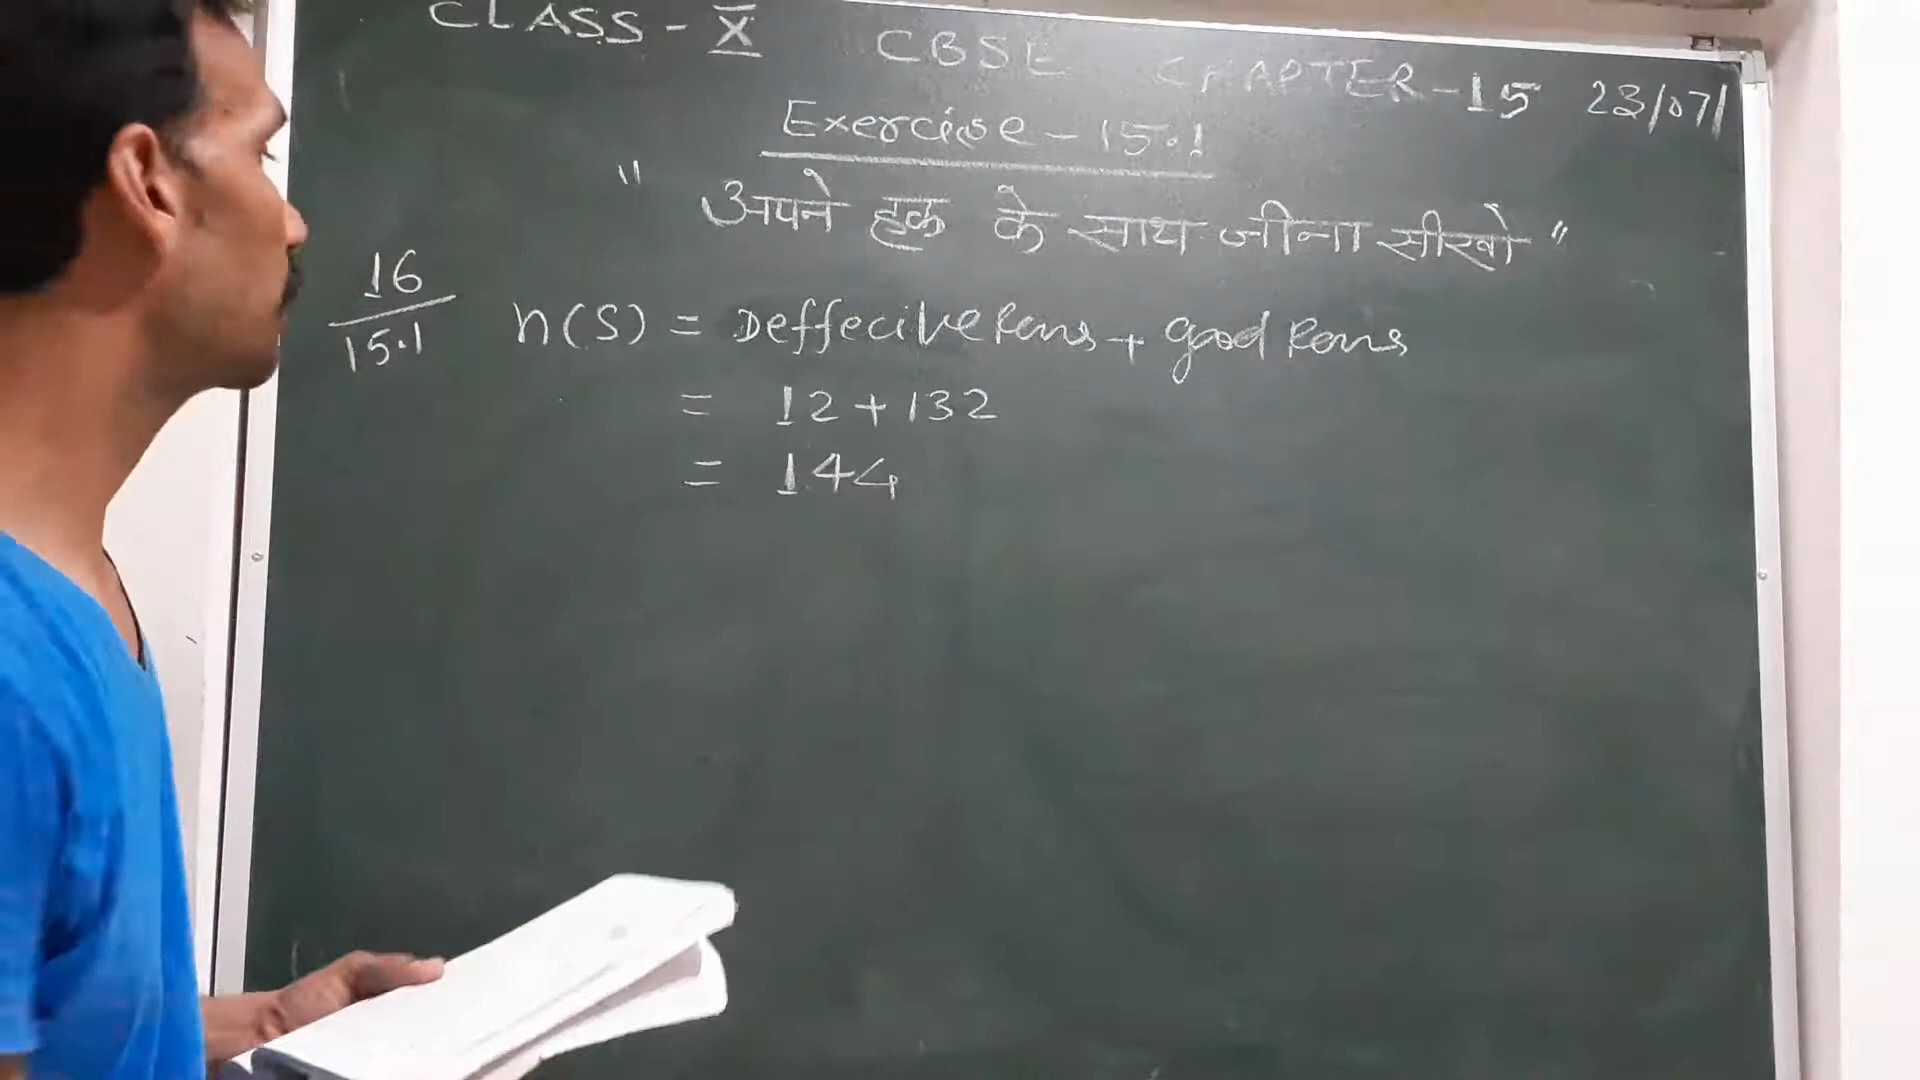 CLASS - X CBSE CHAPTER - 15 23/07/
Exercise - 15.1
" अपने हक के साथ जीना सीखो "
16/15.1 n(S) = Deffecive Pens + good Pens
= 12 + 132
= 144